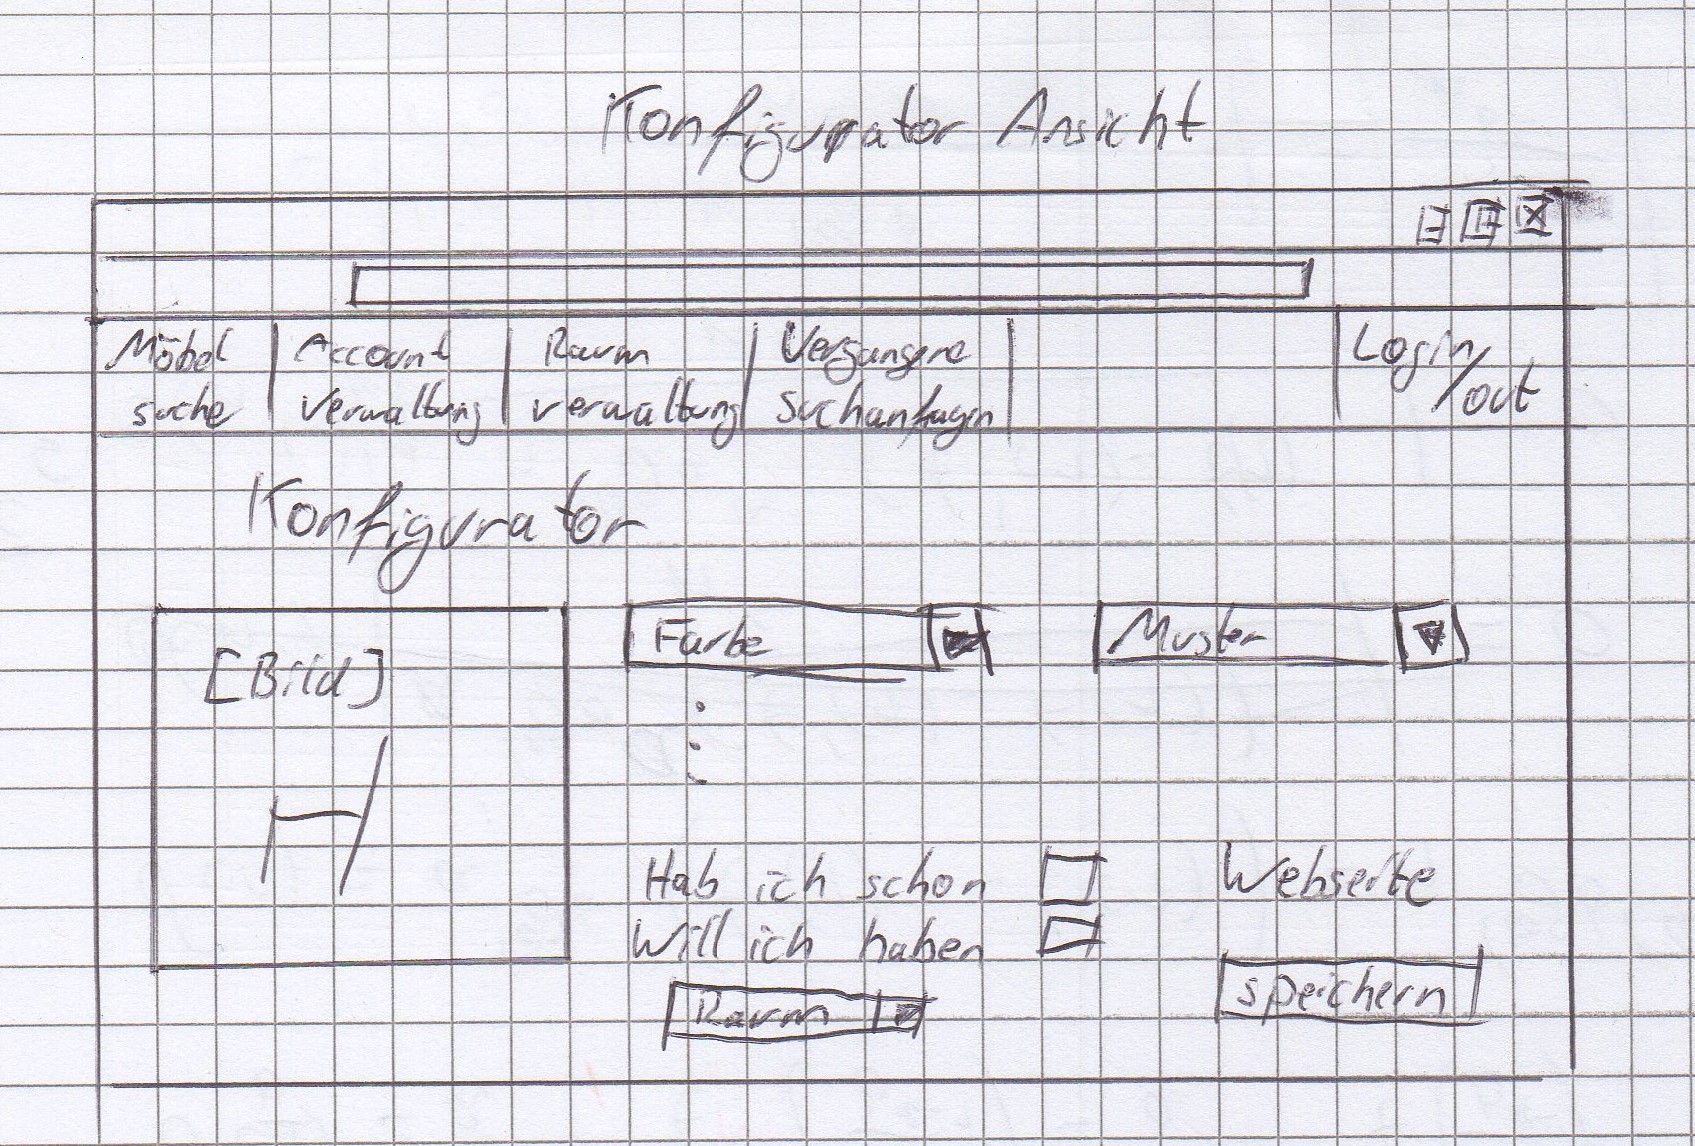 Konfigurator Ansicht
Möbel
suche
Account
verwaltung
Raum
verwaltung
Vergangene
Suchanfragn
Login
/out
Konfigurator
[Bild]
Farbe
Muster
Hab ich schon
Webseite
Will ich haben
Raum
speichern